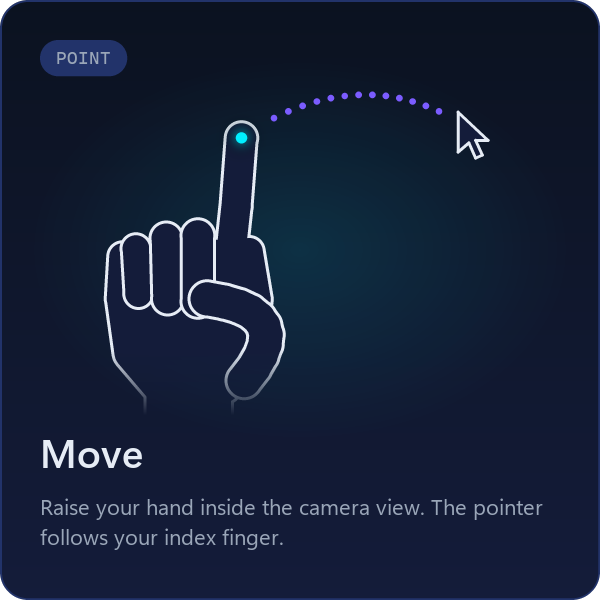 POINT
Move
Raise your hand inside the camera view. The pointer
follows your index finger.